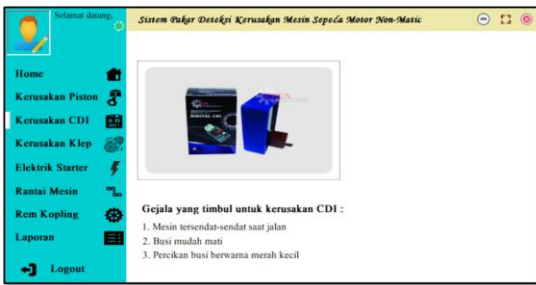 Selamat datang,
Sistem Pakar Deteksi Kerusakan Mesin Sepeda Motor Non-Matic
Home
Kerusakan Piston
Kerusakan CDI
Kerusakan Klep
Elektrik Starter
Rantai Mesin
Rem Kopling
Laporan
Logout
DIGITAL CDI
Gejala yang timbul untuk kerusakan CDI :
1. Mesin tersendat-sendat saat jalan
2. Busi mudah mati
3. Percikan busi berwarna merah kecil